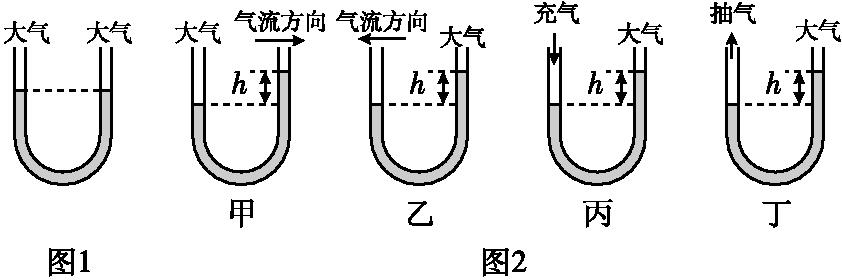 大气 大气
图1
大气 气流方向
h
甲
气流方向 大气
h
乙
充气 大气
h
丙
抽气 大气
h
丁
图2